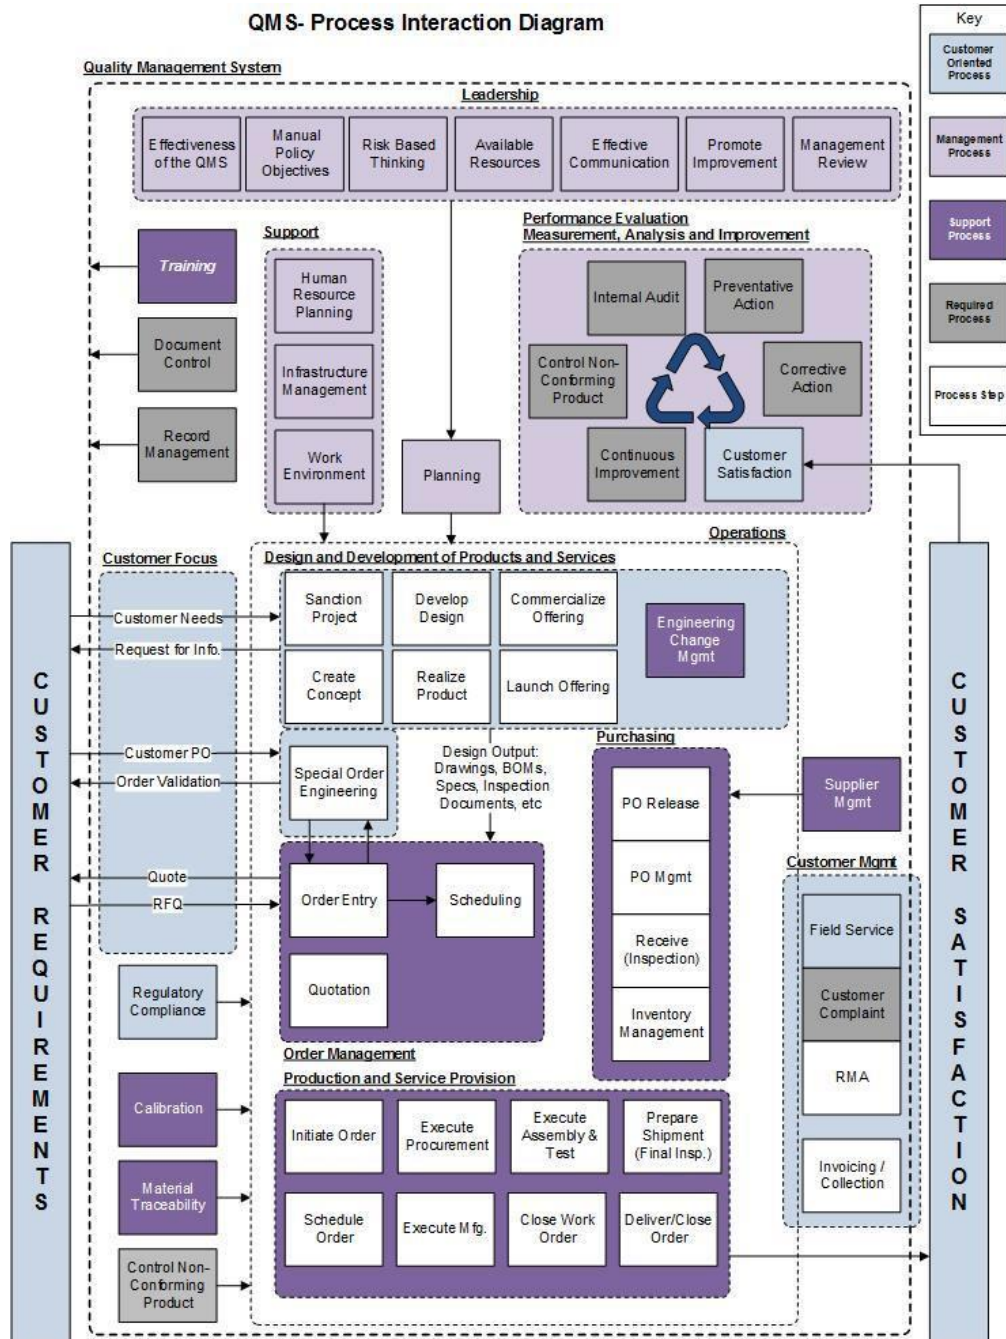 QMS- Process Interaction Diagram
Key
Customer
Oriented
Process
Management
Process
Support
Process
Required
Process
Process Step
Quality Management System
Leadership
Effectiveness
of the QMS
Manual
Policy
Objectives
Risk Based
Thinking
Available
Resources
Effective
Communication
Promote
Improvement
Management
Review
Training
Document
Control
Record
Management
Support
Human
Resource
Planning
Infrastructure
Management
Work
Environment
Planning
Performance Evaluation
Measurement, Analysis and Improvement
Internal Audit
Preventative
Action
Control Non-
Conforming
Product
Corrective
Action
Continuous
Improvement
Customer
Satisfaction
Operations
CUSTOMER REQUIREMENTS
Customer Focus
Customer Needs
Request for Info.
Customer PO
Order Validation
Quote
RFQ
Design and Development of Products and Services
Sanction
Project
Develop
Design
Commercialize
Offering
Create
Concept
Realize
Product
Launch Offering
Engineering
Change
Mgmt
Special Order
Engineering
Design Output:
Drawings, BOMs,
Specs, Inspection
Documents, etc
Order Entry
Scheduling
Quotation
Order Management
Purchasing
PO Release
PO Mgmt
Receive
(Inspection)
Inventory
Management
Supplier
Mgmt
Customer Mgmt
Field Service
Customer
Complaint
RMA
Invoicing /
Collection
Regulatory
Compliance
Calibration
Material
Traceability
Control Non-
Conforming
Product
Production and Service Provision
Initiate Order
Execute
Procurement
Execute
Assembly &
Test
Prepare
Shipment
(Final Insp.)
Schedule
Order
Execute Mfg.
Close Work
Order
Deliver/Close
Order
CUSTOMER SATISFACTION